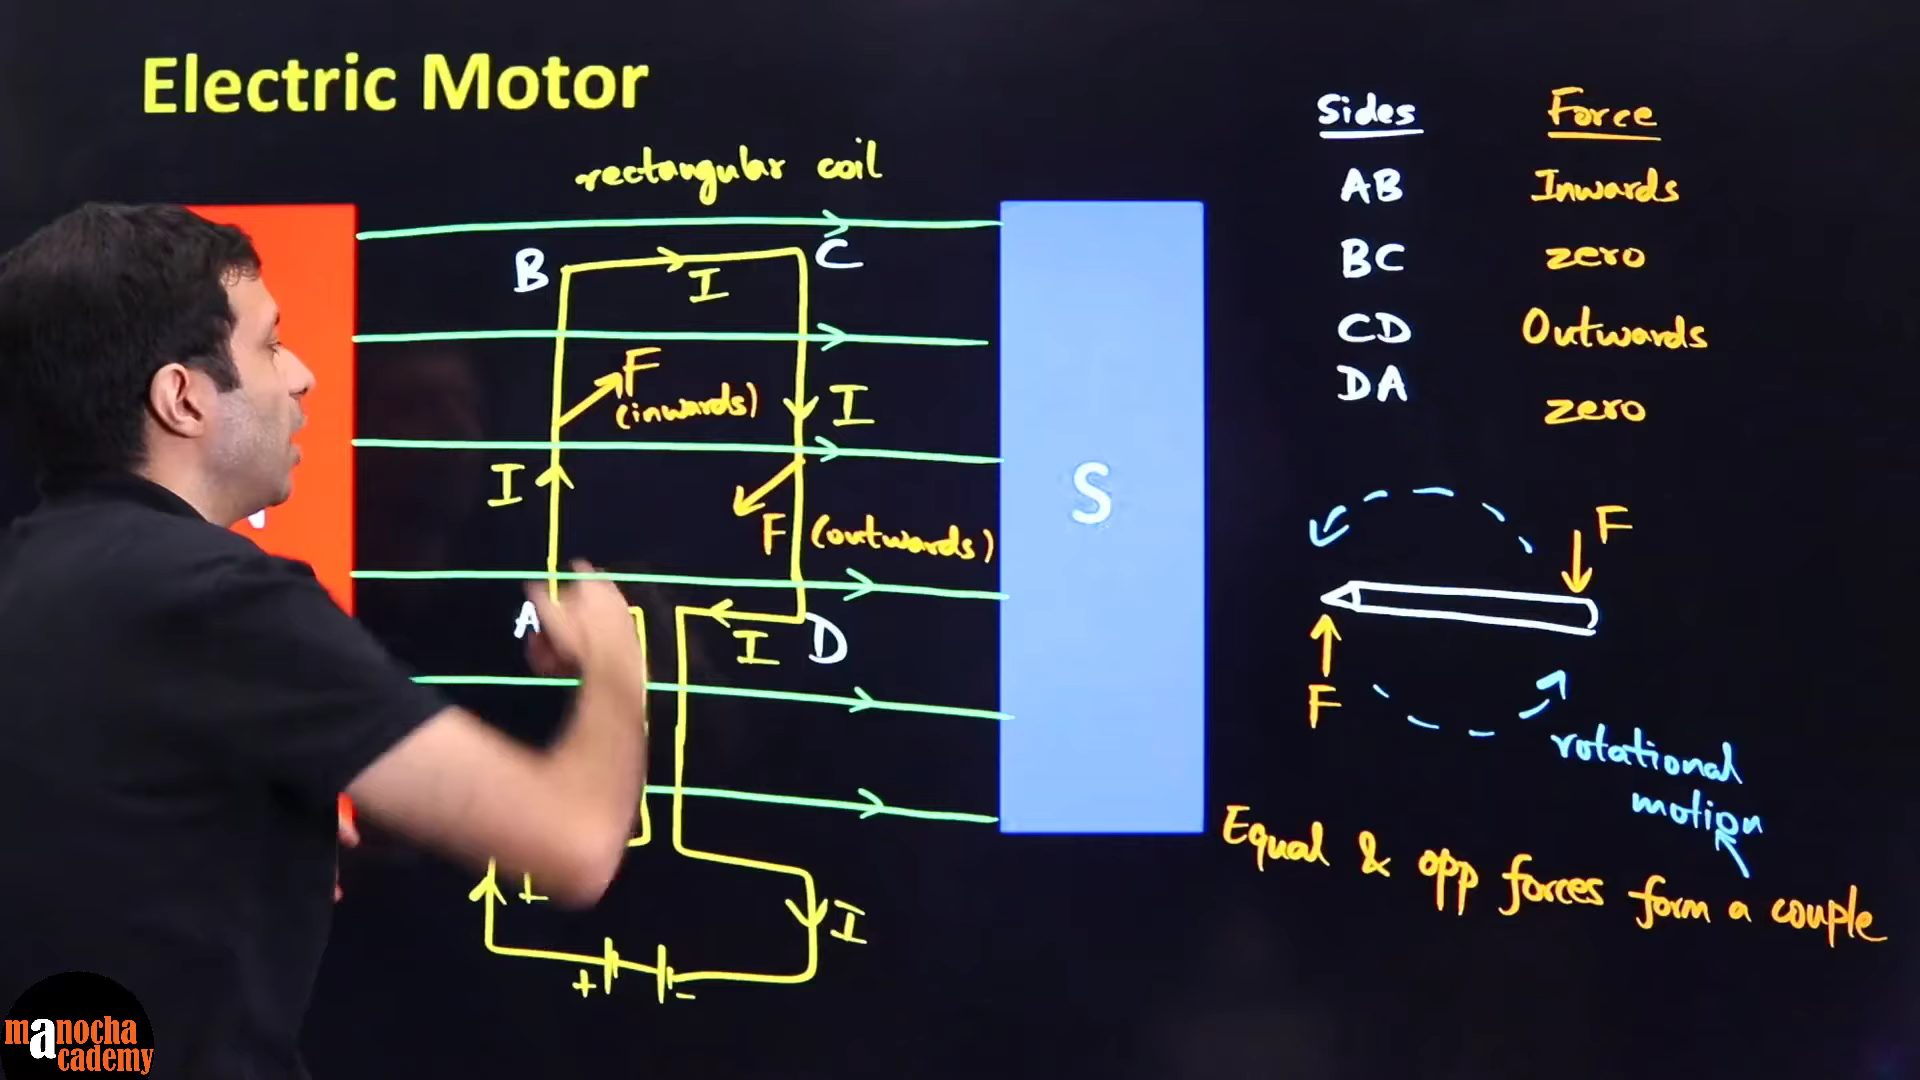 Electric Motor
rectangular coil
B
C
I
F
(inwards)
I
I
F (outwards)
A
I
D
S
I
I
+
-
Sides Force
AB Inwards
BC zero
CD Outwards
DA zero
F
F
rotational
motion
Equal & opp forces form a couple
manocha
academy